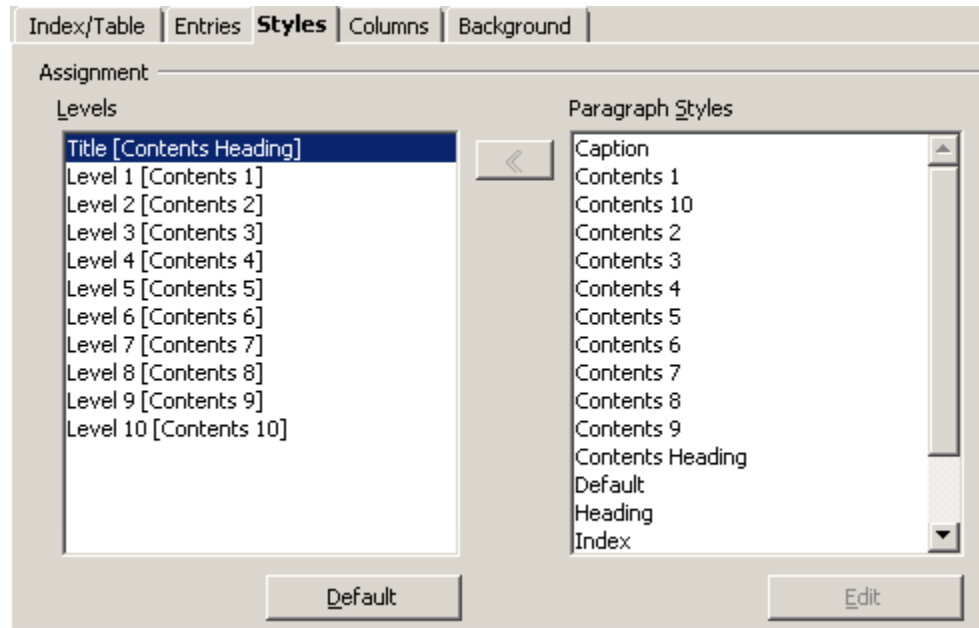 Index/Table Entries Styles Columns Background
Assignment
Levels
Title [Contents Heading]
Level 1 [Contents 1]
Level 2 [Contents 2]
Level 3 [Contents 3]
Level 4 [Contents 4]
Level 5 [Contents 5]
Level 6 [Contents 6]
Level 7 [Contents 7]
Level 8 [Contents 8]
Level 9 [Contents 9]
Level 10 [Contents 10]
Default
Paragraph Styles
Caption
Contents 1
Contents 10
Contents 2
Contents 3
Contents 4
Contents 5
Contents 6
Contents 7
Contents 8
Contents 9
Contents Heading
Default
Heading
Index
Edit